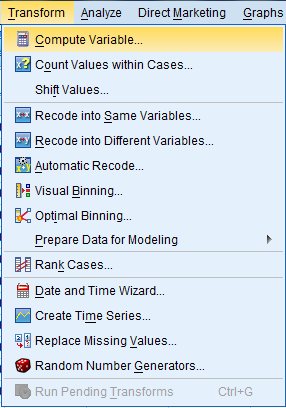 Transform Analyze Direct Marketing Graphs
Compute Variable...
Count Values within Cases...
Shift Values...
Recode into Same Variables...
Recode into Different Variables...
Automatic Recode...
Visual Binning...
Optimal Binning...
Prepare Data for Modeling
Rank Cases...
Date and Time Wizard...
Create Time Series...
Replace Missing Values...
Random Number Generators...
Run Pending Transforms Ctrl+G